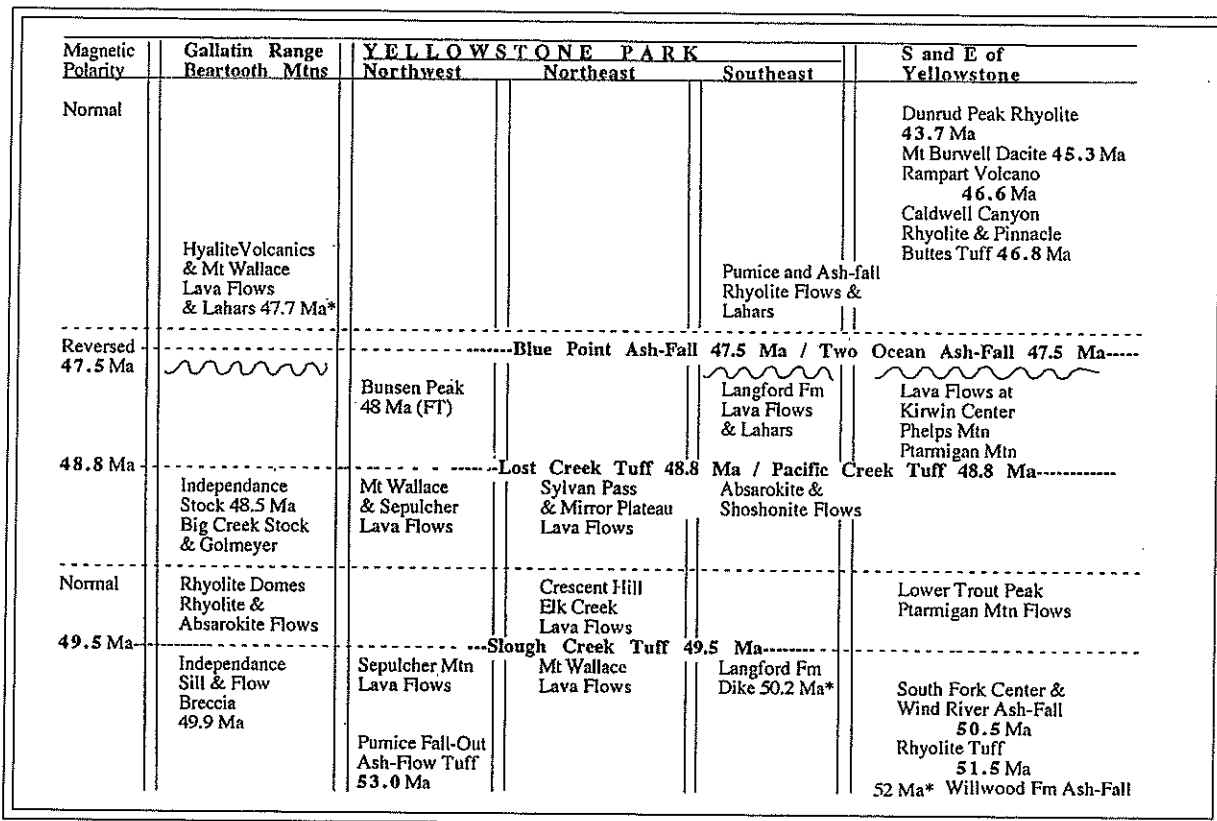 Magnetic Polarity
Gallatin Range Beartooth Mtns
YELLOWSTONE PARK
Northwest Northeast Southeast
S and E of Yellowstone
Normal
Dunrud Peak Rhyolite
43.7 Ma
Mt Burwell Dacite 45.3 Ma
Rampart Volcano
46.6 Ma
Caldwell Canyon
Rhyolite & Pinnacle
Buttes Tuff 46.8 Ma
HyaliteVolcanics
& Mt Wallace
Lava Flows
& Lahars 47.7 Ma*
Pumice and Ash-fall
Rhyolite Flows &
Lahars
Reversed
47.5 Ma
Blue Point Ash-Fall 47.5 Ma / Two Ocean Ash-Fall 47.5 Ma
Bunsen Peak
48 Ma (FT)
Langford Fm
Lava Flows
& Lahars
Lava Flows at
Kirwin Center
Phelps Mtn
Ptarmigan Mtn
48.8 Ma
Lost Creek Tuff 48.8 Ma / Pacific Creek Tuff 48.8 Ma
Independance
Stock 48.5 Ma
Big Creek Stock
& Golmeyer
Mt Wallace
& Sepulcher
Lava Flows
Sylvan Pass
& Mirror Plateau
Lava Flows
Absarokite &
Shoshonite Flows
Normal
Rhyolite Domes
Rhyolite &
Absarokite Flows
Crescent Hill
Elk Creek
Lava Flows
Lower Trout Peak
Ptarmigan Mtn Flows
49.5 Ma
Slough Creek Tuff 49.5 Ma
Independance
Sill & Flow
Breccia
49.9 Ma
Sepulcher Mtn
Lava Flows
Mt Wallace
Lava Flows
Langford Fm
Dike 50.2 Ma*
South Fork Center &
Wind River Ash-Fall
50.5 Ma
Rhyolite Tuff
51.5 Ma
52 Ma* Willwood Fm Ash-Fall
Pumice Fall-Out
Ash-Flow Tuff
53.0 Ma